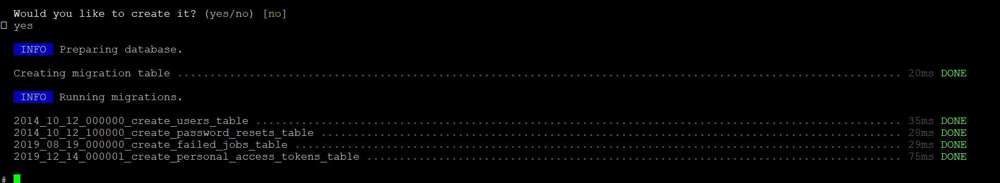 Would you like to create it? (yes/no) [no]
yes
INFO Preparing database.
Creating migration table ............................................................................................................... 20ms DONE
INFO Running migrations.
2014_10_12_000000_create_users_table ................................................................................................... 35ms DONE
2014_10_12_100000_create_password_resets_table ......................................................................................... 28ms DONE
2019_08_19_000000_create_failed_jobs_table ............................................................................................. 29ms DONE
2019_12_14_000001_create_personal_access_tokens_table .................................................................................. 75ms DONE
#